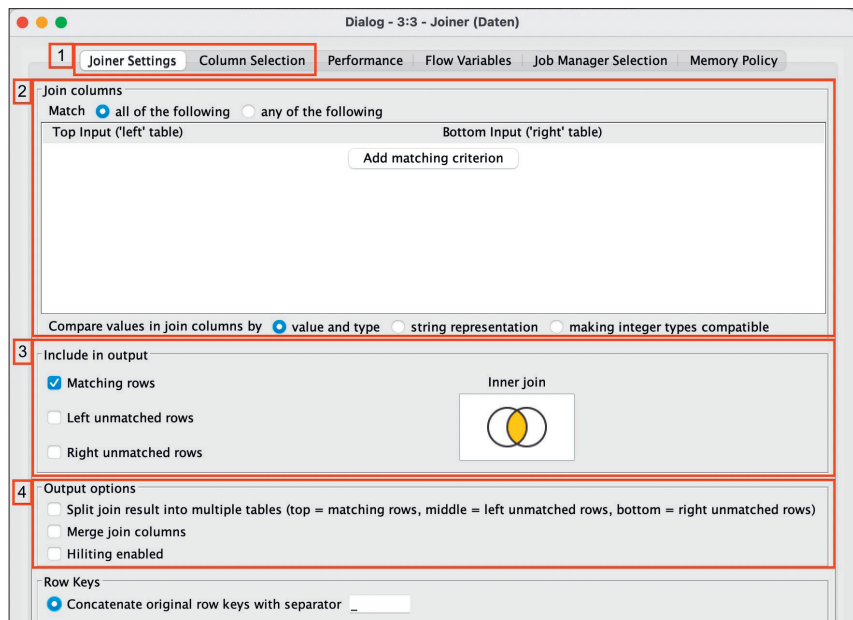 Dialog - 3:3 - Joiner (Daten)
1
Joiner Settings Column Selection Performance Flow Variables Job Manager Selection Memory Policy
2
Join columns
Match all of the following any of the following
Top Input ('left' table) Bottom Input ('right' table)
Add matching criterion
Compare values in join columns by value and type string representation making integer types compatible
3
Include in output
Matching rows
Inner join
Left unmatched rows
Right unmatched rows
4
Output options
Split join result into multiple tables (top = matching rows, middle = left unmatched rows, bottom = right unmatched rows)
Merge join columns
Hiliting enabled
Row Keys
Concatenate original row keys with separator _